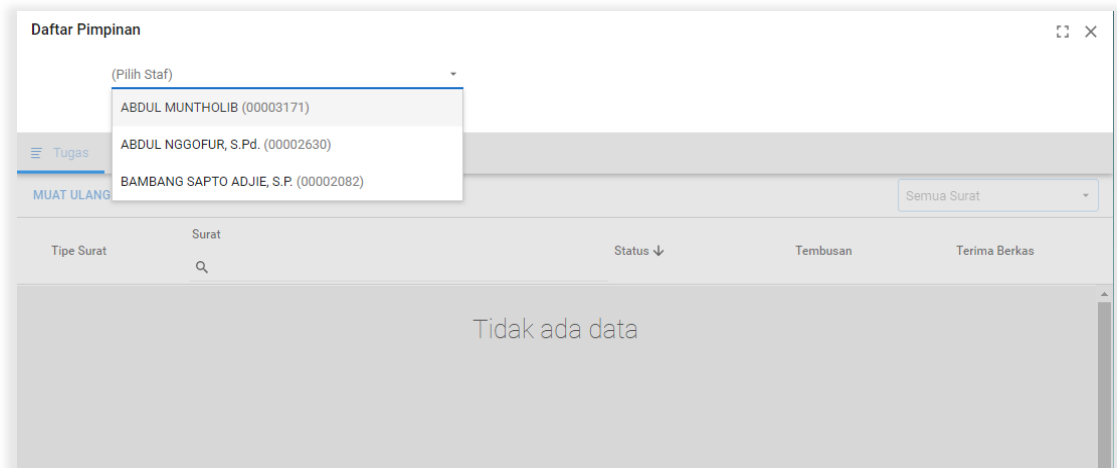 Daftar Pimpinan
(Pilih Staf)
ABDUL MUNTHOLIB (00003171)
ABDUL NGGOFUR, S.Pd. (00002630)
BAMBANG SAPTO ADJIE, S.P. (00002082)
Tugas
MUAT ULANG
Semua Surat
Tipe Surat
Surat
Status
Tembusan
Terima Berkas
Tidak ada data